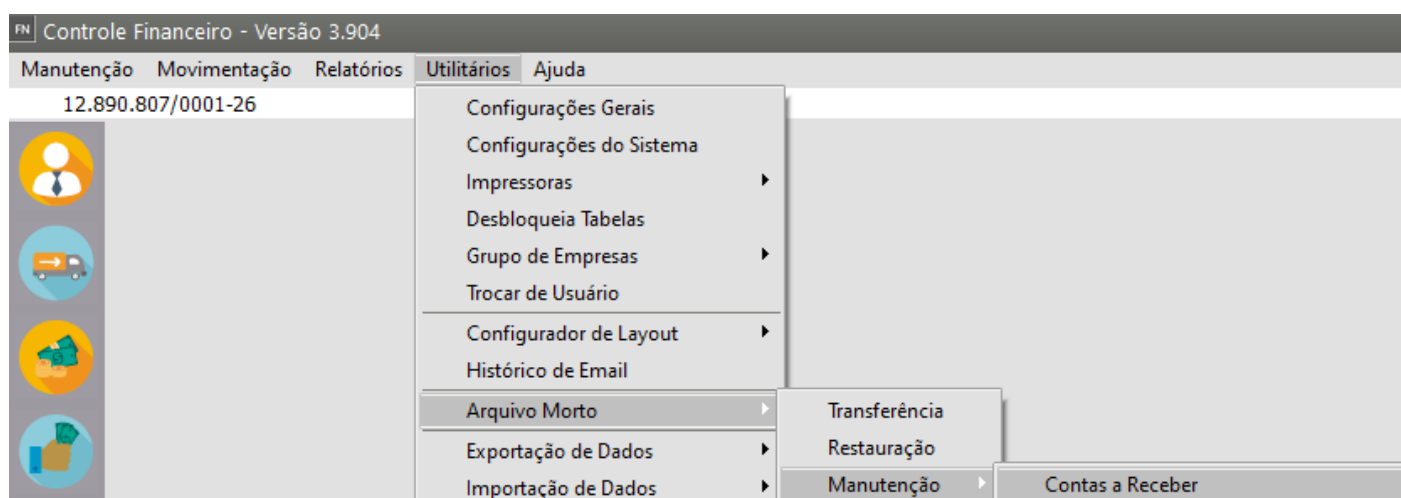 FN Controle Financeiro - Versão 3.904
Manutenção Movimentação Relatórios Utilitários Ajuda
12.890.807/0001-26
Configurações Gerais
Configurações do Sistema
Impressoras
Desbloqueia Tabelas
Grupo de Empresas
Trocar de Usuário
Configurador de Layout
Histórico de Email
Arquivo Morto
Transferência
Exportação de Dados
Restauração
Importação de Dados
Manutenção
Contas a Receber